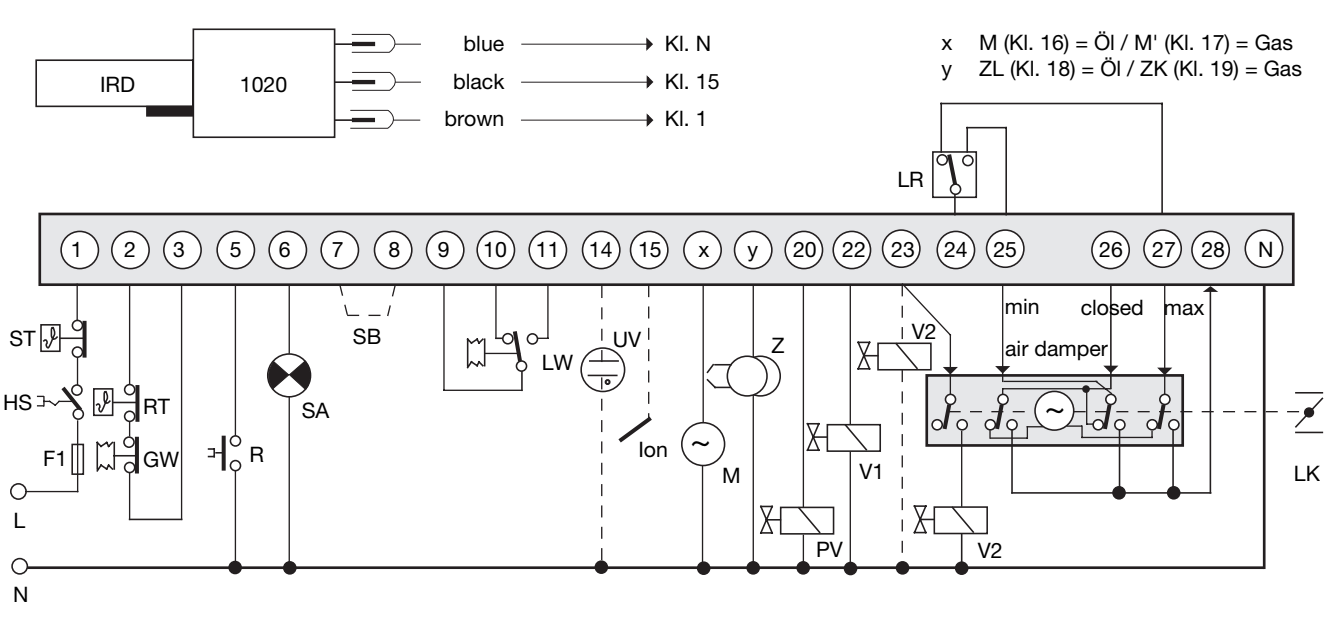 IRD 1020
blue Kl. N
black Kl. 15
brown Kl. 1
x M (Kl. 16) = Öl / M' (Kl. 17) = Gas
y ZL (Kl. 18) = Öl / ZK (Kl. 19) = Gas
LR
1 2 3 5 6 7 8 9 10 11 14 15 x y 20 22 23 24 25 26 27 28 N
min closed max
air damper
ST
SB
LW
UV
Z
V2
HS
RT
SA
F1
GW
R
Ion
~
M
V1
~
LK
L
PV
V2
N